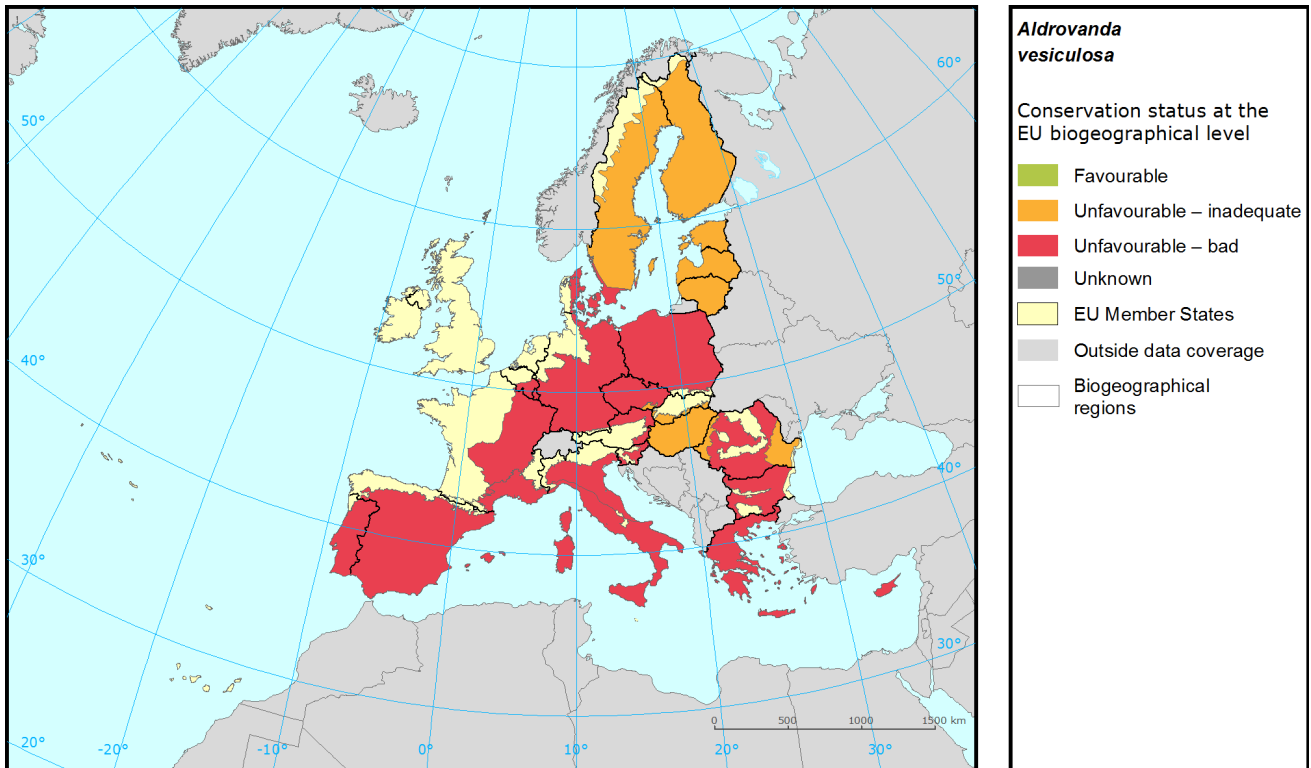 Aldrovanda
vesiculosa
Conservation status at the
EU biogeographical level
Favourable
Unfavourable – inadequate
Unfavourable – bad
Unknown
EU Member States
Outside data coverage
Biogeographical
regions
60°
50°
50°
40°
40°
30°
30°
20°
-20°
-10°
0°
10°
20°
30°
0 500 1000 1500 km